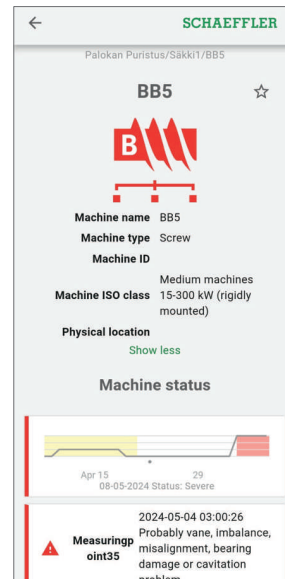 SCHAEFFLER
Palokan Puristus/Säkki1/BB5
BB5
B
Machine name BB5
Machine type Screw
Machine ID
Machine ISO class Medium machines
15-300 kW (rigidly
mounted)
Physical location
Show less
Machine status
Apr 15 29
08-05-2024 Status: Severe
2024-05-04 03:00:26
Measuringp
oint35
Probably vane, imbalance,
misalignment, bearing
damage or cavitation
problem